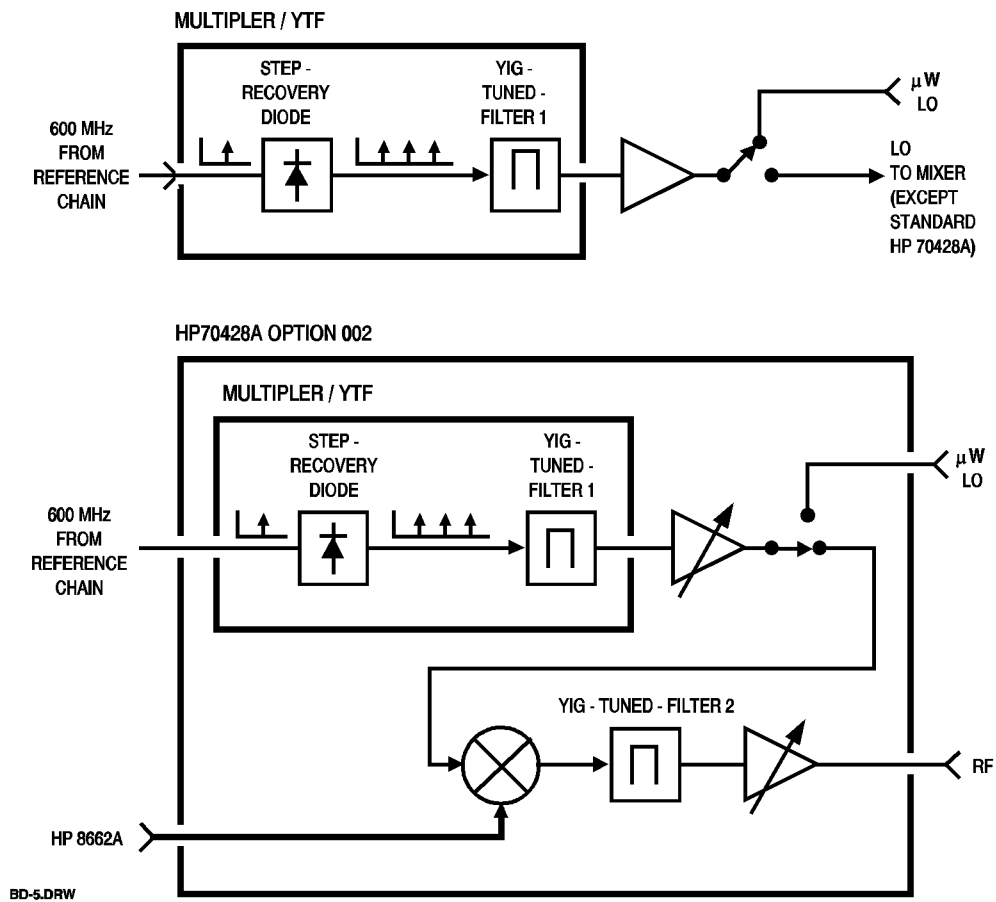 MULTIPLER / YTF
STEP -
RECOVERY
DIODE
YIG -
TUNED -
FILTER 1
600 MHz
FROM
REFERENCE
CHAIN
µW
LO
LO
TO MIXER
(EXCEPT
STANDARD
HP 70428A)
HP70428A OPTION 002
MULTIPLER / YTF
STEP -
RECOVERY
DIODE
YIG -
TUNED -
FILTER 1
600 MHz
FROM
REFERENCE
CHAIN
µW
LO
YIG - TUNED - FILTER 2
RF
HP 8662A
BD-5.DRW